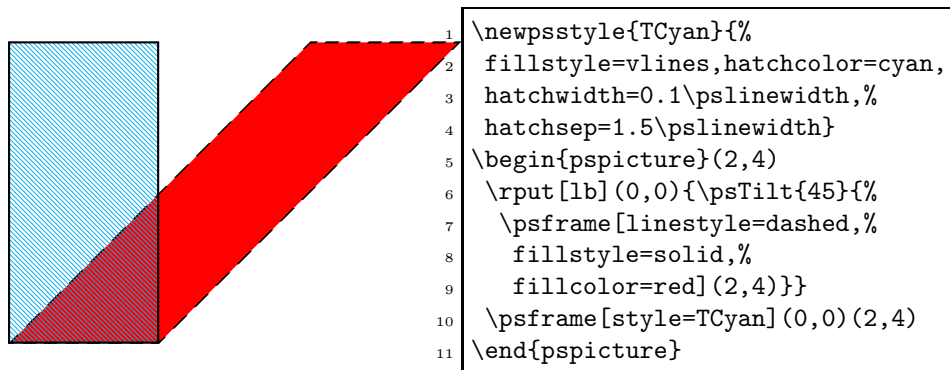 1 \newpsstyle{TCyan}{%
2 fillstyle=vlines,hatchcolor=cyan,
3 hatchwidth=0.1\pslinewidth,%
4 hatchsep=1.5\pslinewidth}
5 \begin{pspicture}(2,4)
6 \rput[lb](0,0){\psTilt{45}{%
7 \psframe[linestyle=dashed,%
8 fillstyle=solid,%
9 fillcolor=red](2,4)}}
10 \psframe[style=TCyan](0,0)(2,4)
11 \end{pspicture}